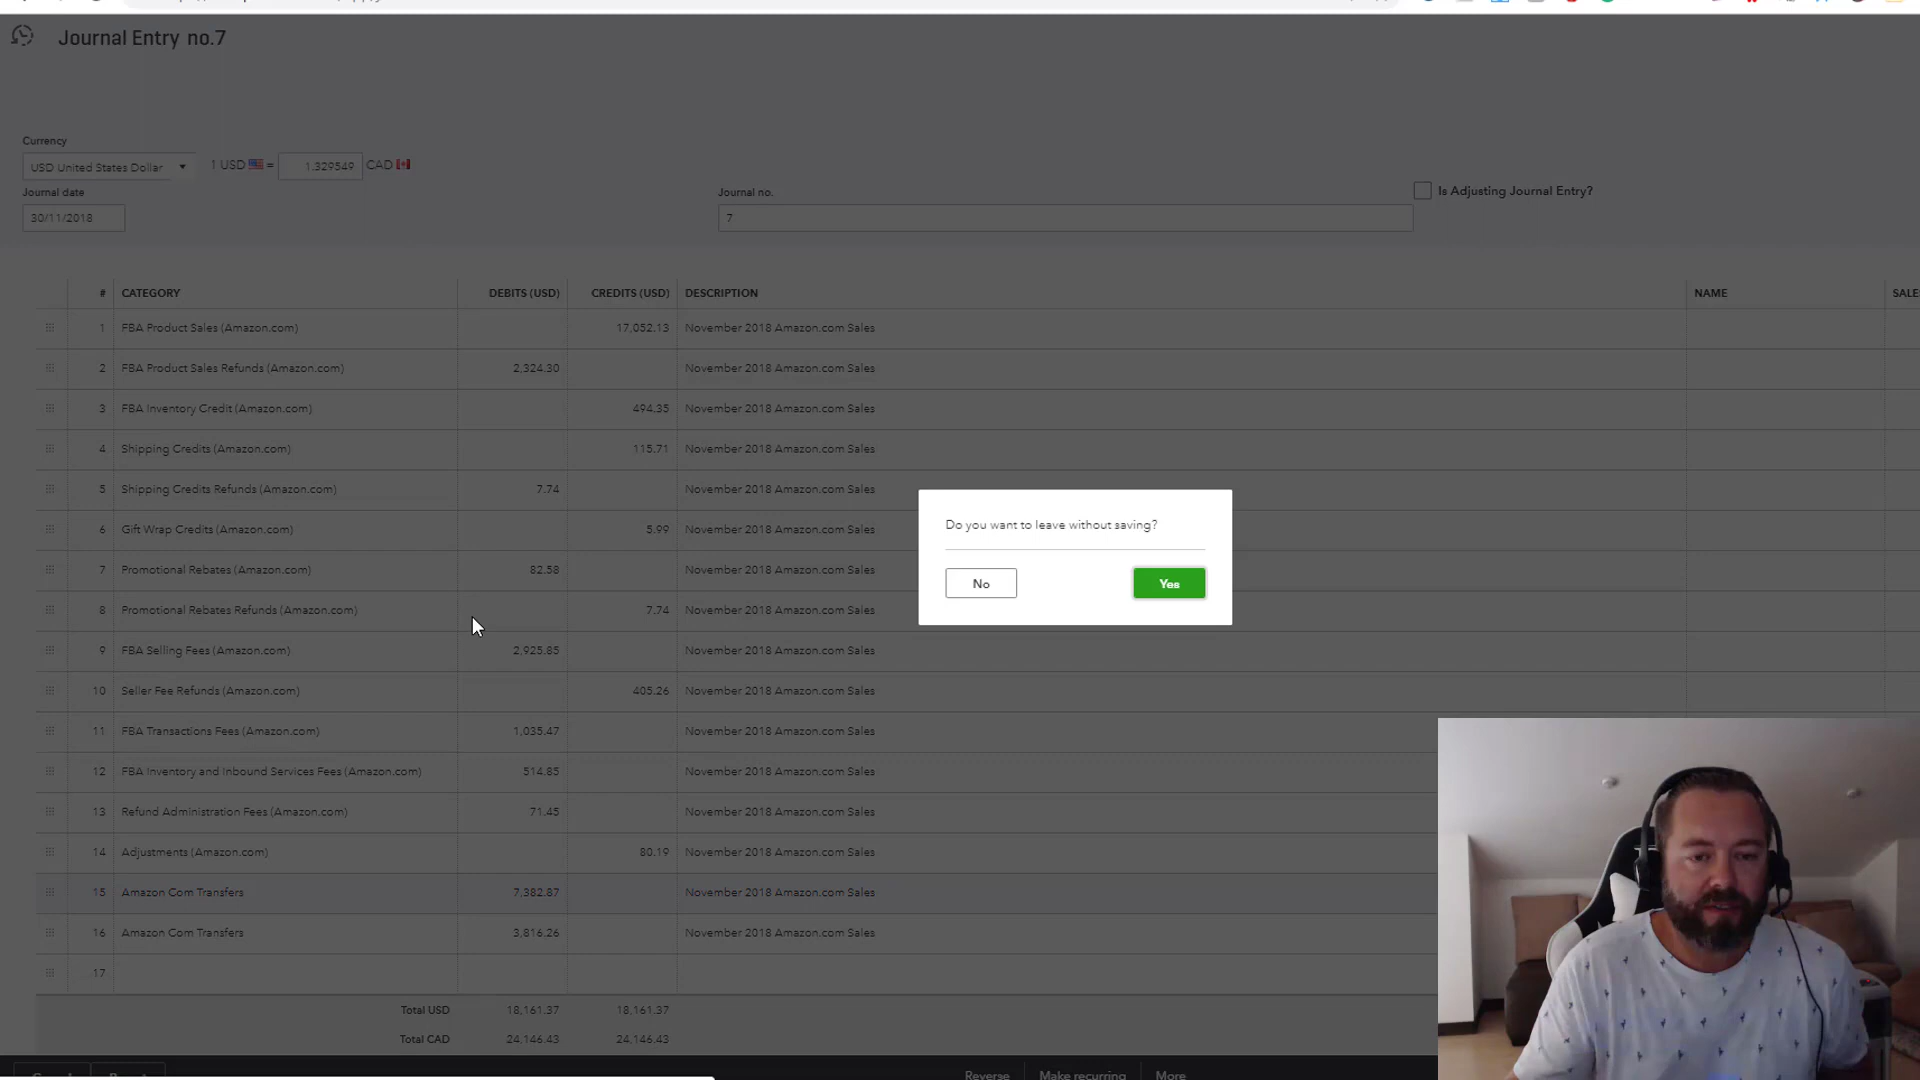 Journal Entry no.7
Currency
USD United States Dollar
1 USD = 1.329549 CAD
Journal date
30/11/2018
Journal no.
7
Is Adjusting Journal Entry?
# CATEGORY DEBITS (USD) CREDITS (USD) DESCRIPTION NAME SALE
1 FBA Product Sales (Amazon.com) 17,052.13 November 2018 Amazon.com Sales
2 FBA Product Sales Refunds (Amazon.com) 2,324.30 November 2018 Amazon.com Sales
3 FBA Inventory Credit (Amazon.com) 494.35 November 2018 Amazon.com Sales
4 Shipping Credits (Amazon.com) 115.71 November 2018 Amazon.com Sales
5 Shipping Credits Refunds (Amazon.com) 7.74 November 2018 Amazon.com Sales
6 Gift Wrap Credits (Amazon.com) 5.99 November 2018 Amazon.com Sales
7 Promotional Rebates (Amazon.com) 82.58 November 2018 Amazon.com Sales
8 Promotional Rebates Refunds (Amazon.com) 7.74 November 2018 Amazon.com Sales
9 FBA Selling Fees (Amazon.com) 2,925.85 November 2018 Amazon.com Sales
10 Seller Fee Refunds (Amazon.com) 405.26 November 2018 Amazon.com Sales
11 FBA Transactions Fees (Amazon.com) 1,035.47 November 2018 Amazon.com Sales
12 FBA Inventory and Inbound Services Fees (Amazon.com) 514.85 November 2018 Amazon.com Sales
13 Refund Administration Fees (Amazon.com) 71.45 November 2018 Amazon.com Sales
14 Adjustments (Amazon.com) 80.19 November 2018 Amazon.com Sales
15 Amazon Com Transfers 7,382.87 November 2018 Amazon.com Sales
16 Amazon Com Transfers 3,816.26 November 2018 Amazon.com Sales
17
Total USD 18,161.37 18,161.37
Total CAD 24,146.43 24,146.43
Do you want to leave without saving?
No Yes
Reverse Make recurring More